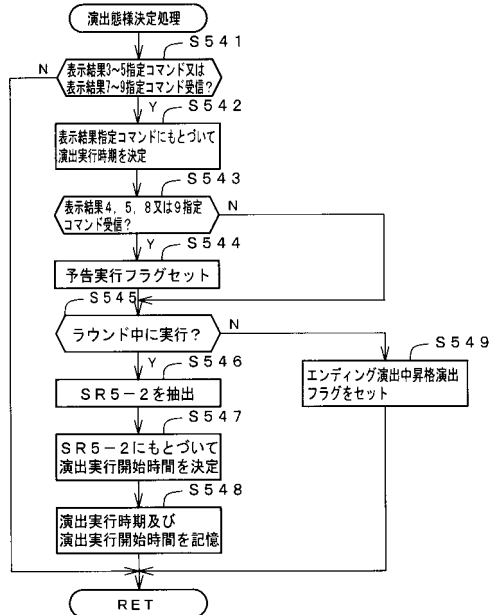 演出態様決定処理
S541
N
表示結果3~5指定コマンド又は
表示結果7~9指定コマンド受信?
Y
S542
表示結果指定コマンドにもとづいて
演出実行時期を決定
S543
表示結果4，5，8又は9指定
コマンド受信?
N
Y
S544
予告実行フラグセット
S545
ラウンド中に実行?
N
Y
S546
S549
SR5-2を抽出
エンディング演出中昇格演出
フラグをセット
S547
SR5-2にもとづいて
演出実行開始時間を決定
S548
演出実行時期及び
演出実行開始時間を記憶
RET